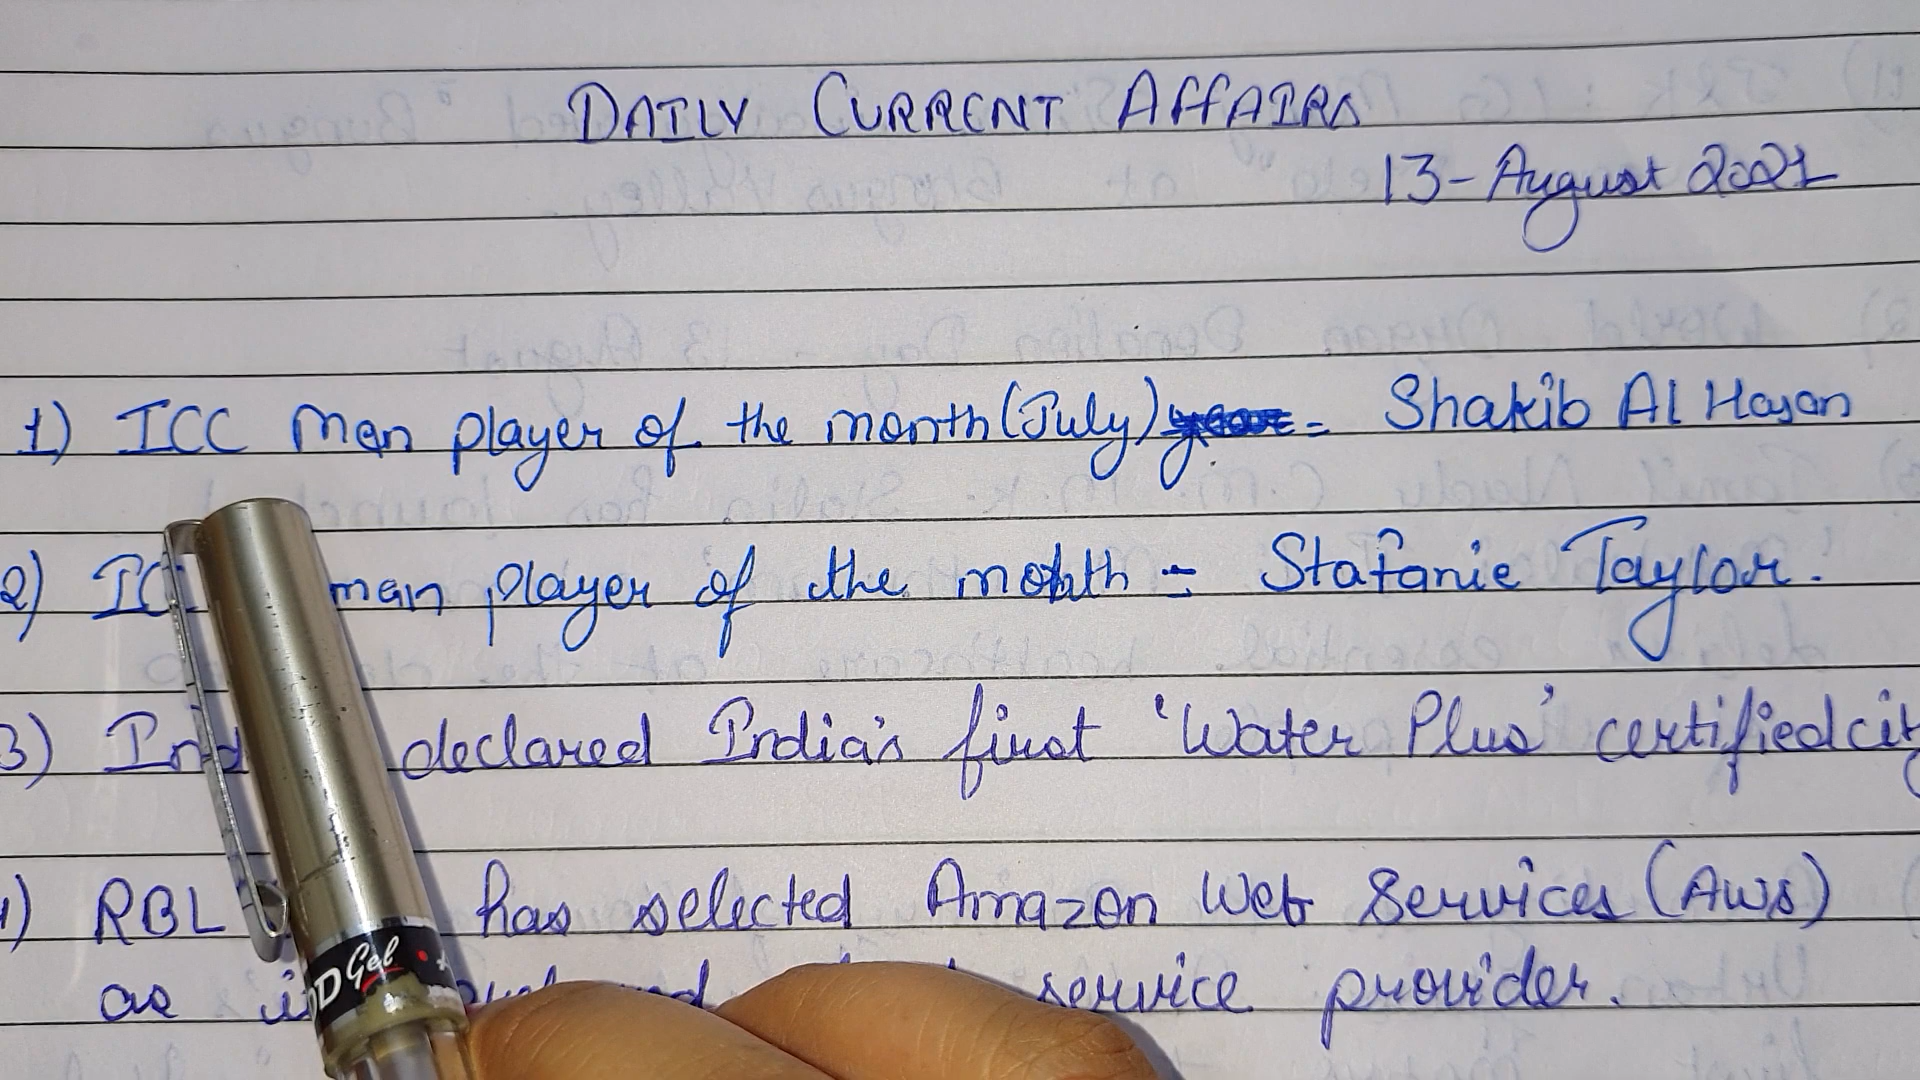 DAILY CURRENT AFFAIRS
13-August 2021
1) ICC Man player of the month (July) = Shakib Al Hasan
2) man player of the month = Stafanie Taylor.
3) declared India's first 'Water Plus' certified
RBL has selected Amazon Web Services (AWS)
as service provider.
Gel